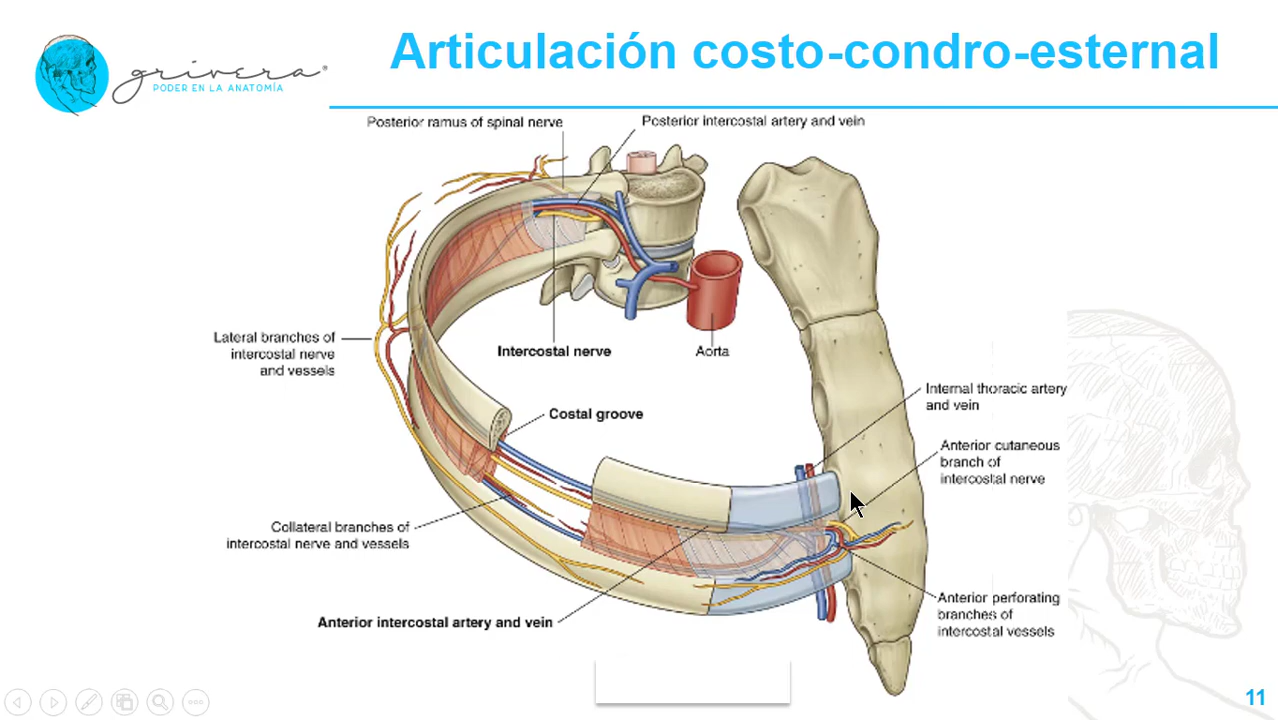 Articulación costo-condro-esternal
grivera®
PODER EN LA ANATOMÍA
Posterior ramus of spinal nerve
Posterior intercostal artery and vein
Lateral branches of
intercostal nerve
and vessels
Intercostal nerve
Aorta
Costal groove
Internal thoracic artery
and vein
Anterior cutaneous
branch of
intercostal nerve
Collateral branches of
intercostal nerve and vessels
Anterior intercostal artery and vein
Anterior perforating
branches of
intercostal vessels
11